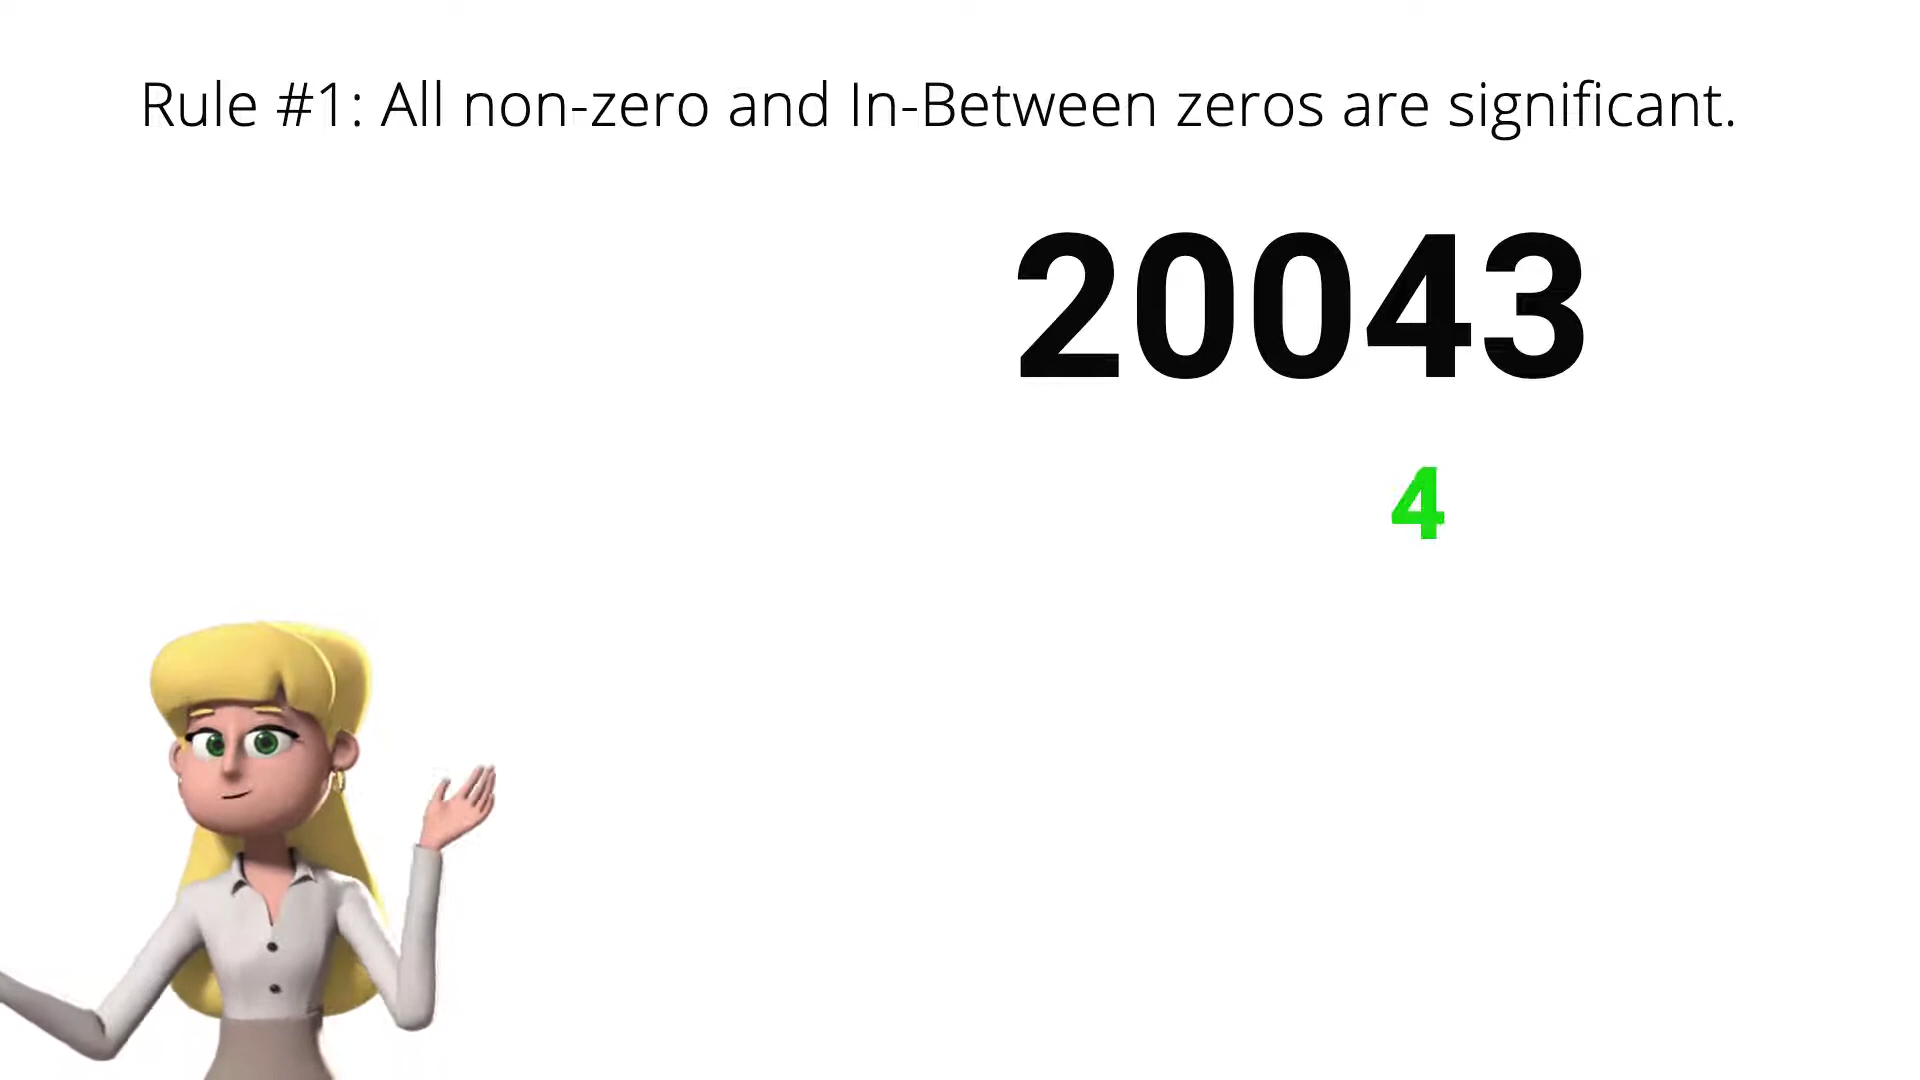 Rule #1: All non-zero and In-Between zeros are significant.
20043
4